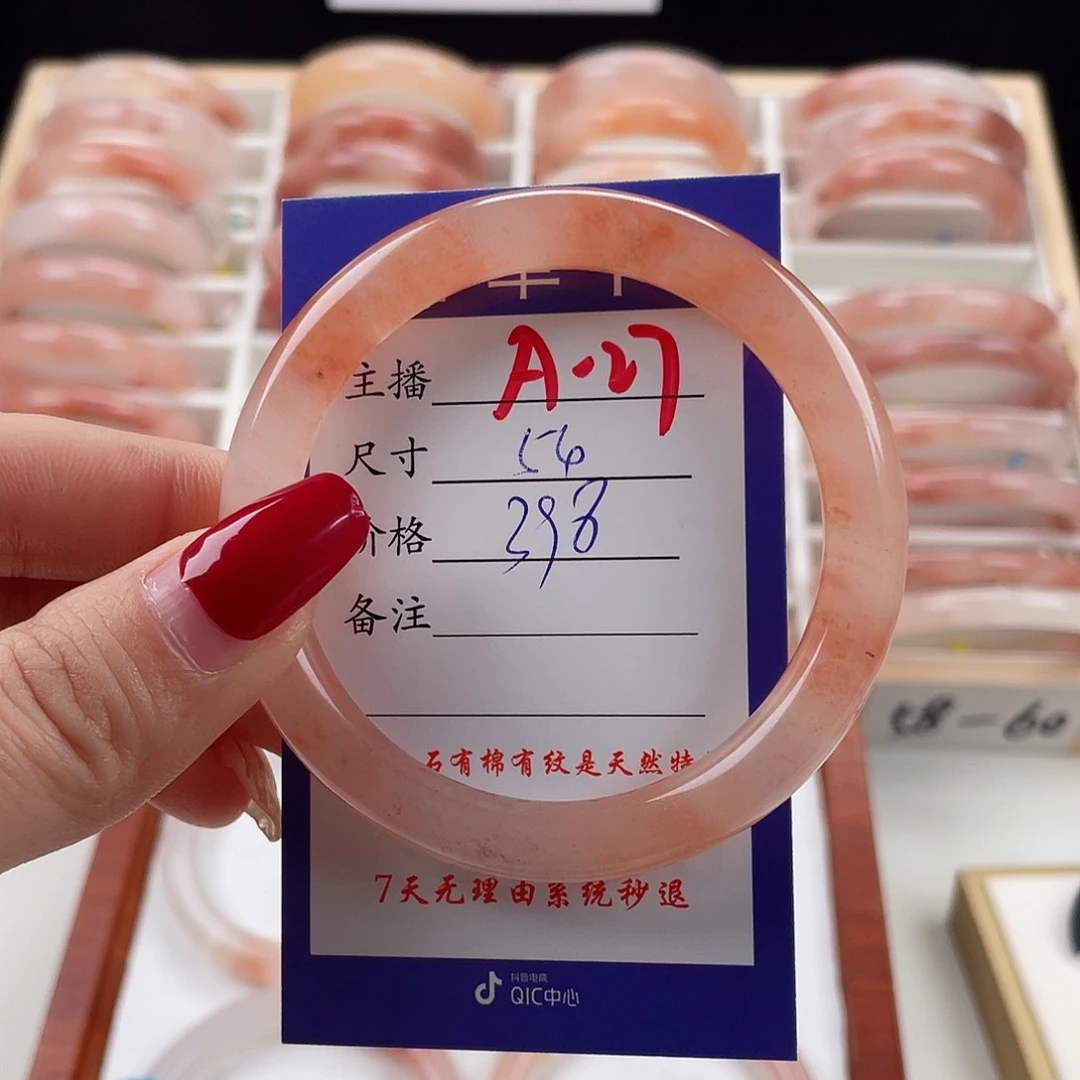 主播 A·27
尺寸 56
价格 398
备注
石有棉有纹是天然特
7天无理由系统秒退
抖音电商
QIC中心
58-60